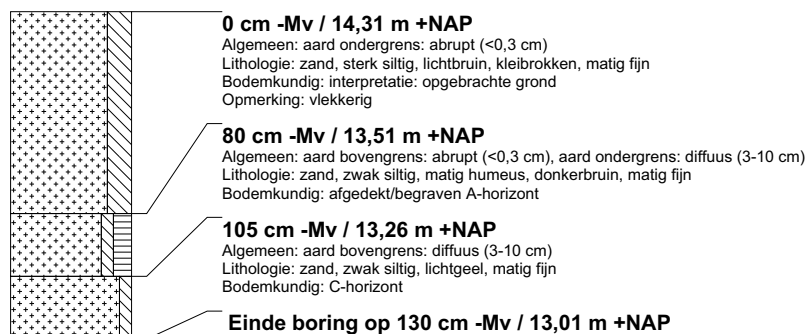 0 cm -Mv / 14,31 m +NAP
Algemeen: aard ondergrens: abrupt (<0,3 cm)
Lithologie: zand, sterk siltig, lichtbruin, kleibrokken, matig fijn
Bodemkundig: interpretatie: opgebrachte grond
Opmerking: vlekkerig
80 cm -Mv / 13,51 m +NAP
Algemeen: aard bovengrens: abrupt (<0,3 cm), aard ondergrens: diffuus (3-10 cm)
Lithologie: zand, zwak siltig, matig humeus, donkerbruin, matig fijn
Bodemkundig: afgedekt/begraven A-horizont
105 cm -Mv / 13,26 m +NAP
Algemeen: aard bovengrens: diffuus (3-10 cm)
Lithologie: zand, zwak siltig, lichtgeel, matig fijn
Bodemkundig: C-horizont
Einde boring op 130 cm -Mv / 13,01 m +NAP